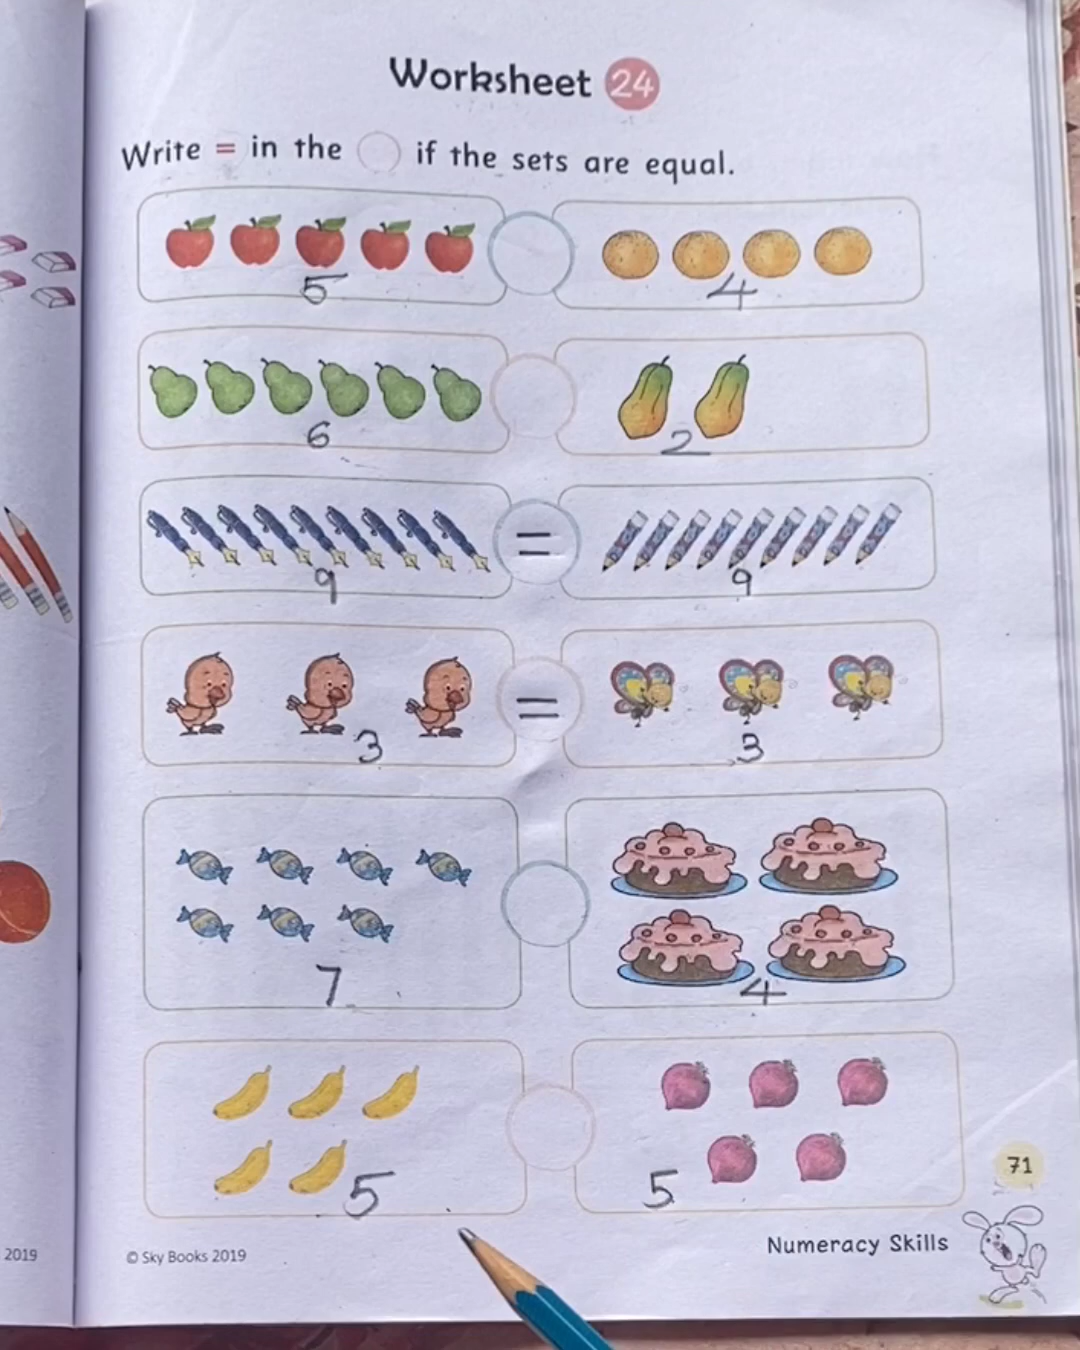 Worksheet 24
Write = in the if the sets are equal.
5 4
6 2
9 = 9
3 = 3
7 4
5 5
71
Numeracy Skills
2019 © Sky Books 2019